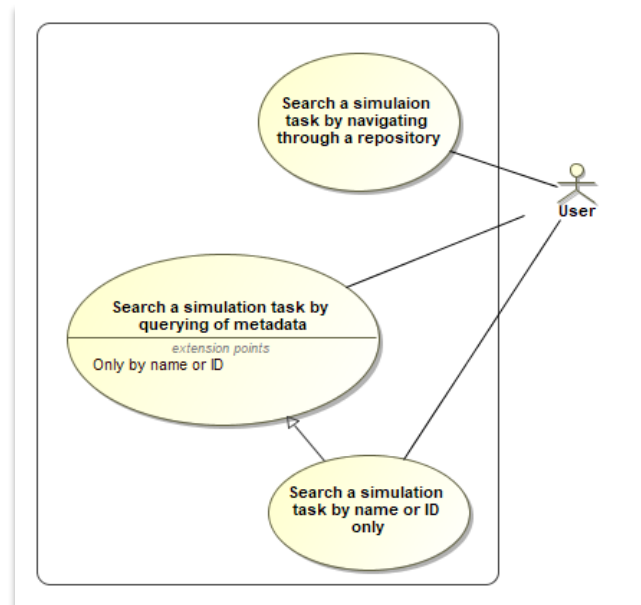 Search a simulaion
task by navigating
through a repository
User
Search a simulation task by
querying of metadata
extension points
Only by name or ID
Search a simulation
task by name or ID
only